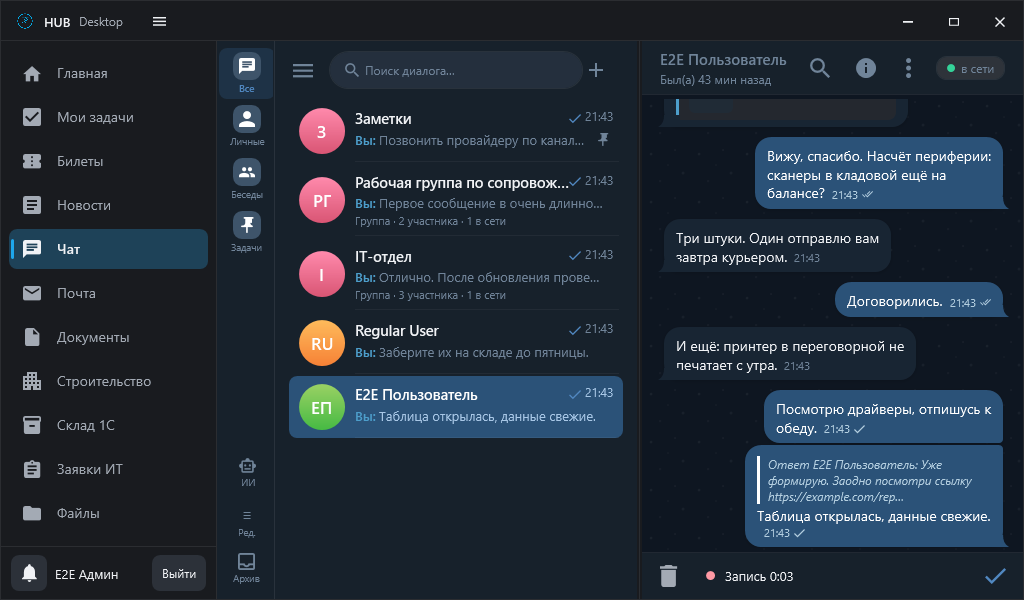 HUB Desktop
Главная
Мои задачи
Билеты
Новости
Чат
Почта
Документы
Строительство
Склад 1С
Заявки ИТ
Файлы
E2E Админ
Выйти
Все
Личные
Беседы
Задачи
ИИ
Ред.
Архив
Поиск диалога...
З
Заметки
21:43
Вы: Позвонить провайдеру по канал...
РГ
Рабочая группа по сопровож...
21:43
Вы: Первое сообщение в очень длинно...
Группа · 2 участника · 1 в сети
I
IT-отдел
21:43
Вы: Отлично. После обновления прове...
Группа · 3 участника · 1 в сети
RU
Regular User
21:43
Вы: Заберите их на складе до пятницы.
ЕП
E2E Пользователь
21:43
Вы: Таблица открылась, данные свежие.
E2E Пользователь
Был(а) 43 мин назад
в сети
Вижу, спасибо. Насчёт периферии:
сканеры в кладовой ещё на
балансе? 21:43
Три штуки. Один отправлю вам
завтра курьером. 21:43
Договорились. 21:43
И ещё: принтер в переговорной не
печатает с утра. 21:43
Посмотрю драйверы, отпишусь к
обеду. 21:43
Ответ E2E Пользователь: Уже
формирую. Заодно посмотри ссылку
https://example.com/rep...
Таблица открылась, данные свежие.
21:43
Запись 0:03